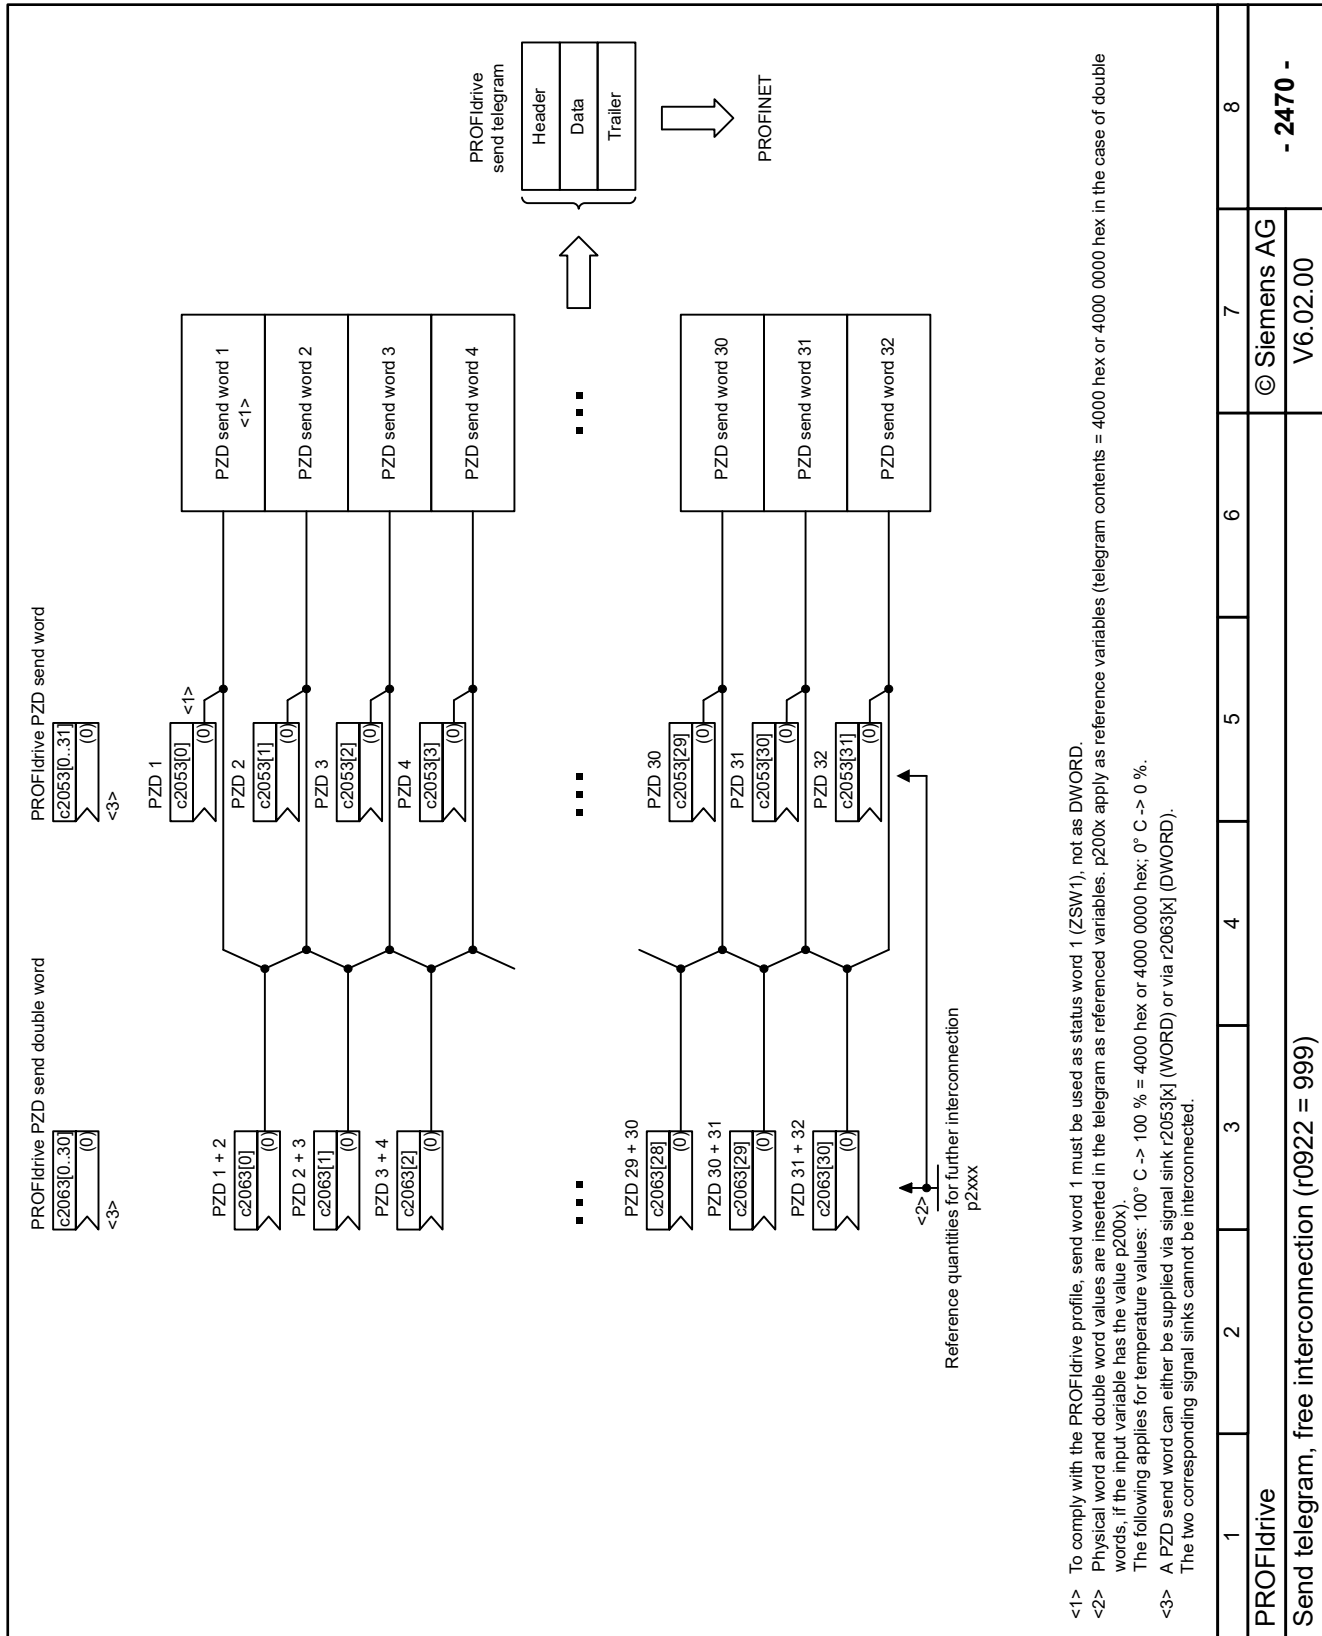 PROFIdrive PZD send double word
c2063[0..30]
(0)
<3>
PROFIdrive PZD send word
c2053[0..31]
(0)
<3>
PROFIdrive
send telegram
Header
Data
Trailer
PROFINET
PZD 1 + 2
c2063[0]
(0)
PZD 2 + 3
c2063[1]
(0)
PZD 3 + 4
c2063[2]
(0)
PZD 29 + 30
c2063[28]
(0)
PZD 30 + 31
c2063[29]
(0)
PZD 31 + 32
c2063[30]
(0)
<2>
Reference quantities for further interconnection
p2xxx
PZD 1
c2053[0]
(0)
<1>
PZD 2
c2053[1]
(0)
PZD 3
c2053[2]
(0)
PZD 4
c2053[3]
(0)
PZD 30
c2053[29]
(0)
PZD 31
c2053[30]
(0)
PZD 32
c2053[31]
(0)
PZD send word 1
<1>
PZD send word 2
PZD send word 3
PZD send word 4
PZD send word 30
PZD send word 31
PZD send word 32
<1> To comply with the PROFIdrive profile, send word 1 must be used as status word 1 (ZSW1), not as DWORD.
<2> Physical word and double word values are inserted in the telegram as referenced variables. p200x apply as reference variables (telegram contents = 4000 hex or 4000 0000 hex in the case of double
words, if the input variable has the value p200x).
The following applies for temperature values: 100° C -> 100 % = 4000 hex or 4000 0000 hex; 0° C -> 0 %.
<3> A PZD send word can either be supplied via signal sink r2053[x] (WORD) or via r2063[x] (DWORD).
The two corresponding signal sinks cannot be interconnected.
1 2 3 4 5 6 7 8
PROFIdrive
© Siemens AG
- 2470 -
Send telegram, free interconnection (r0922 = 999)
V6.02.00